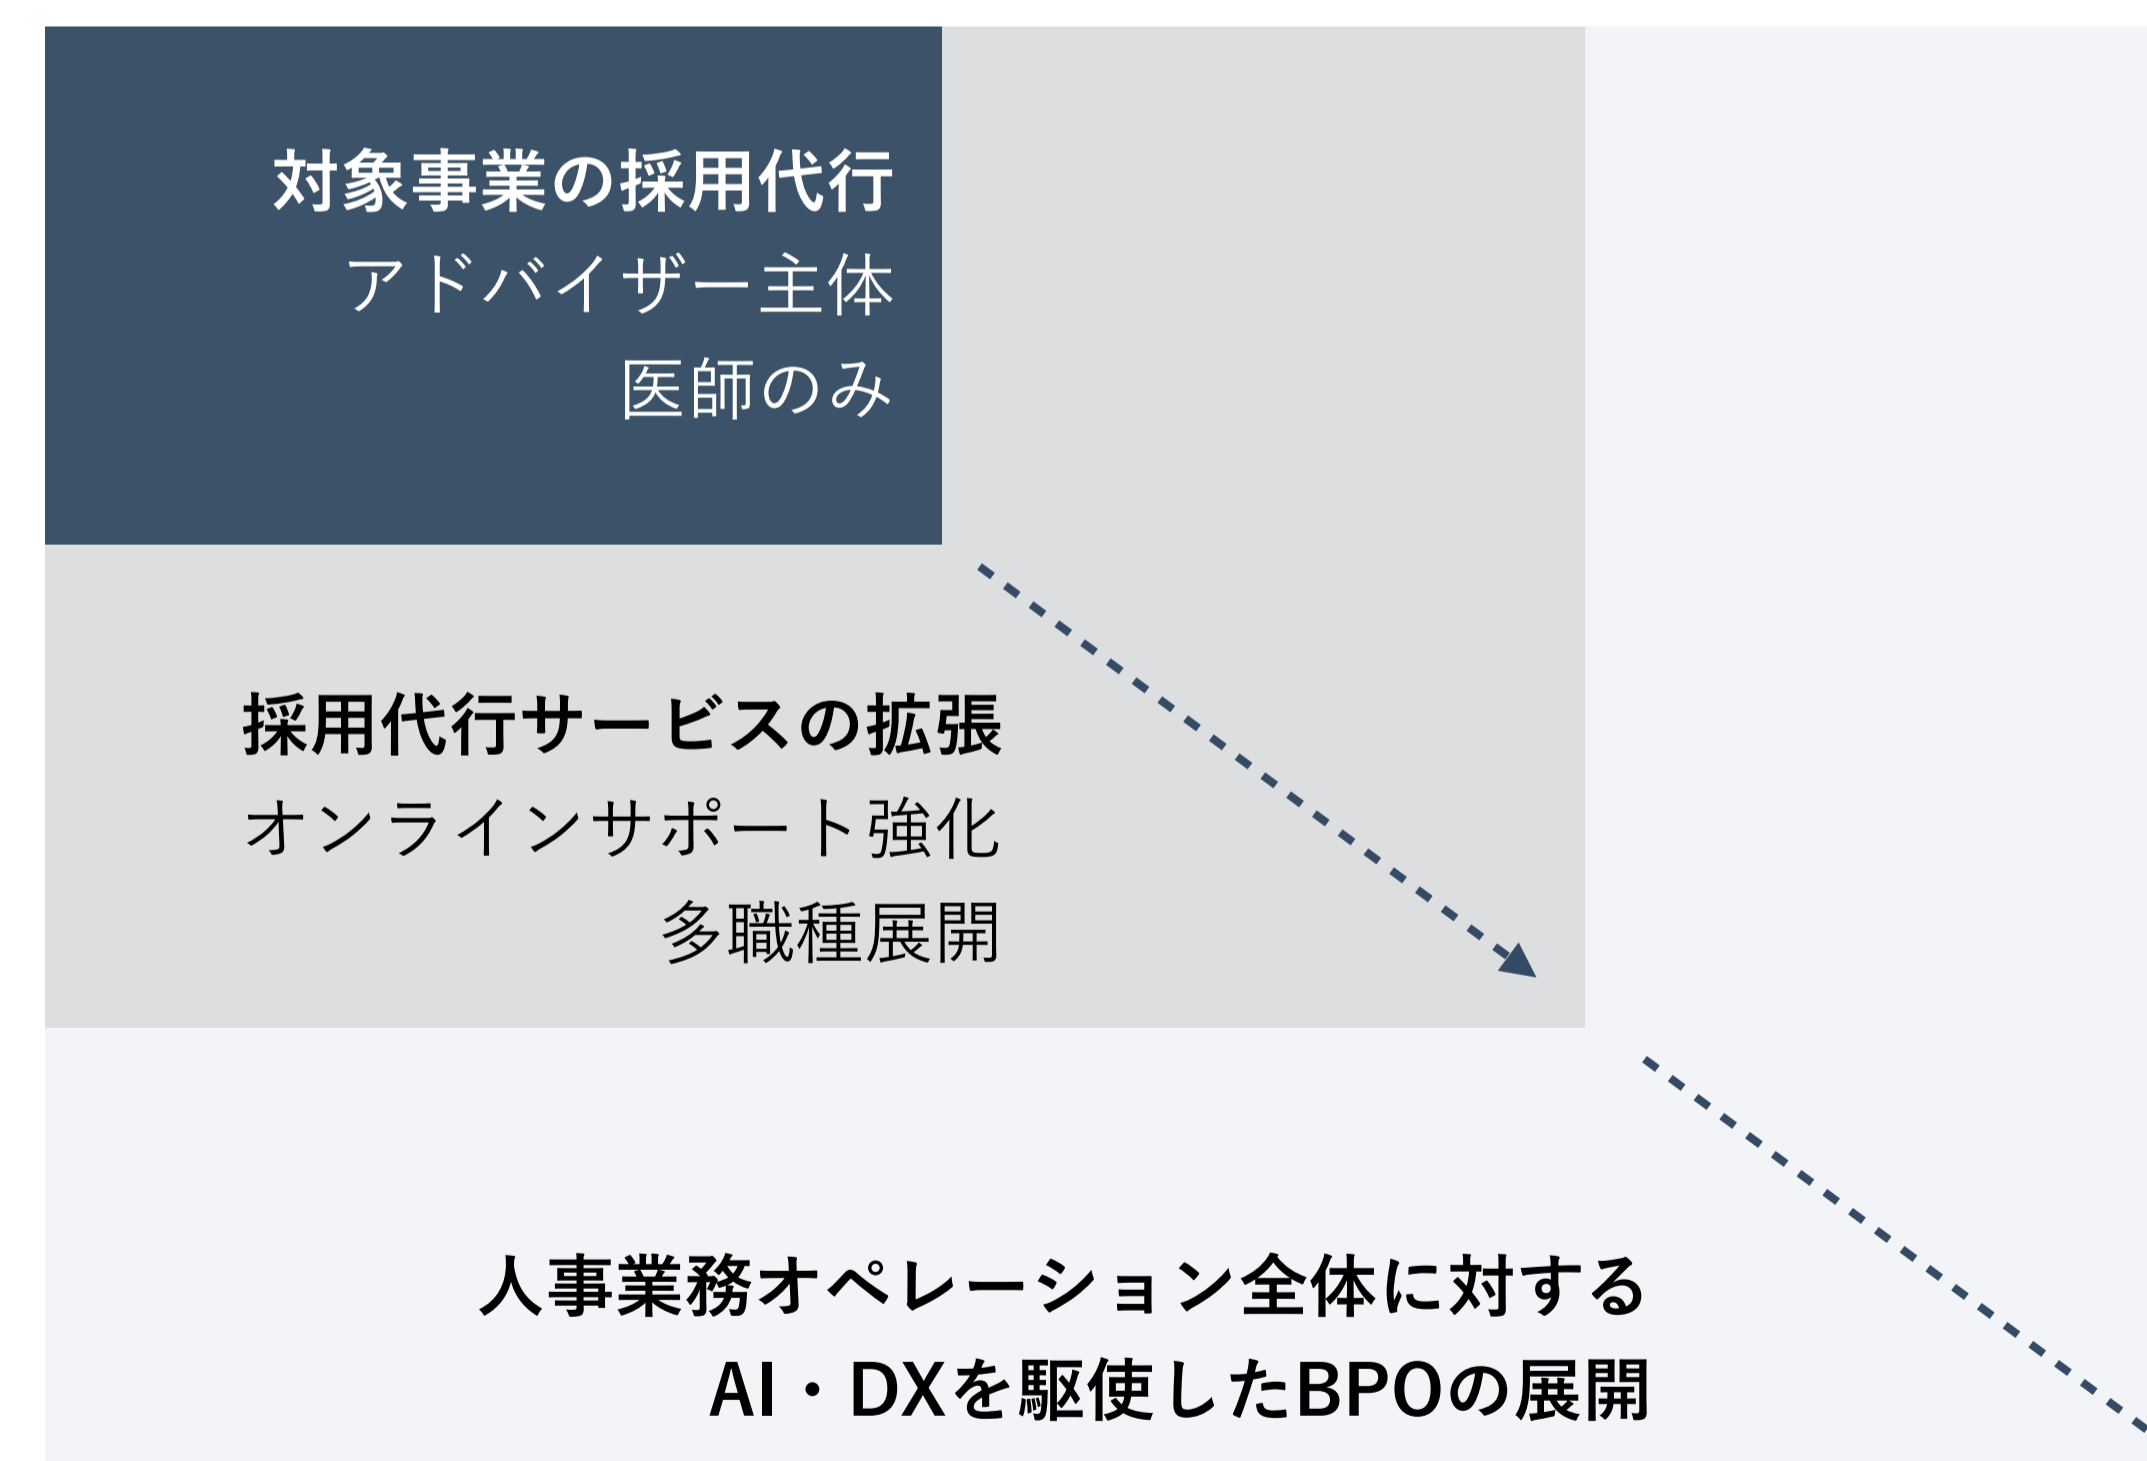 対象事業の採用代行
アドバイザー主体
医師のみ
採用代行サービスの拡張
オンラインサポート強化
多職種展開
人事業務オペレーション全体に対する
AI・DXを駆使したBPOの展開